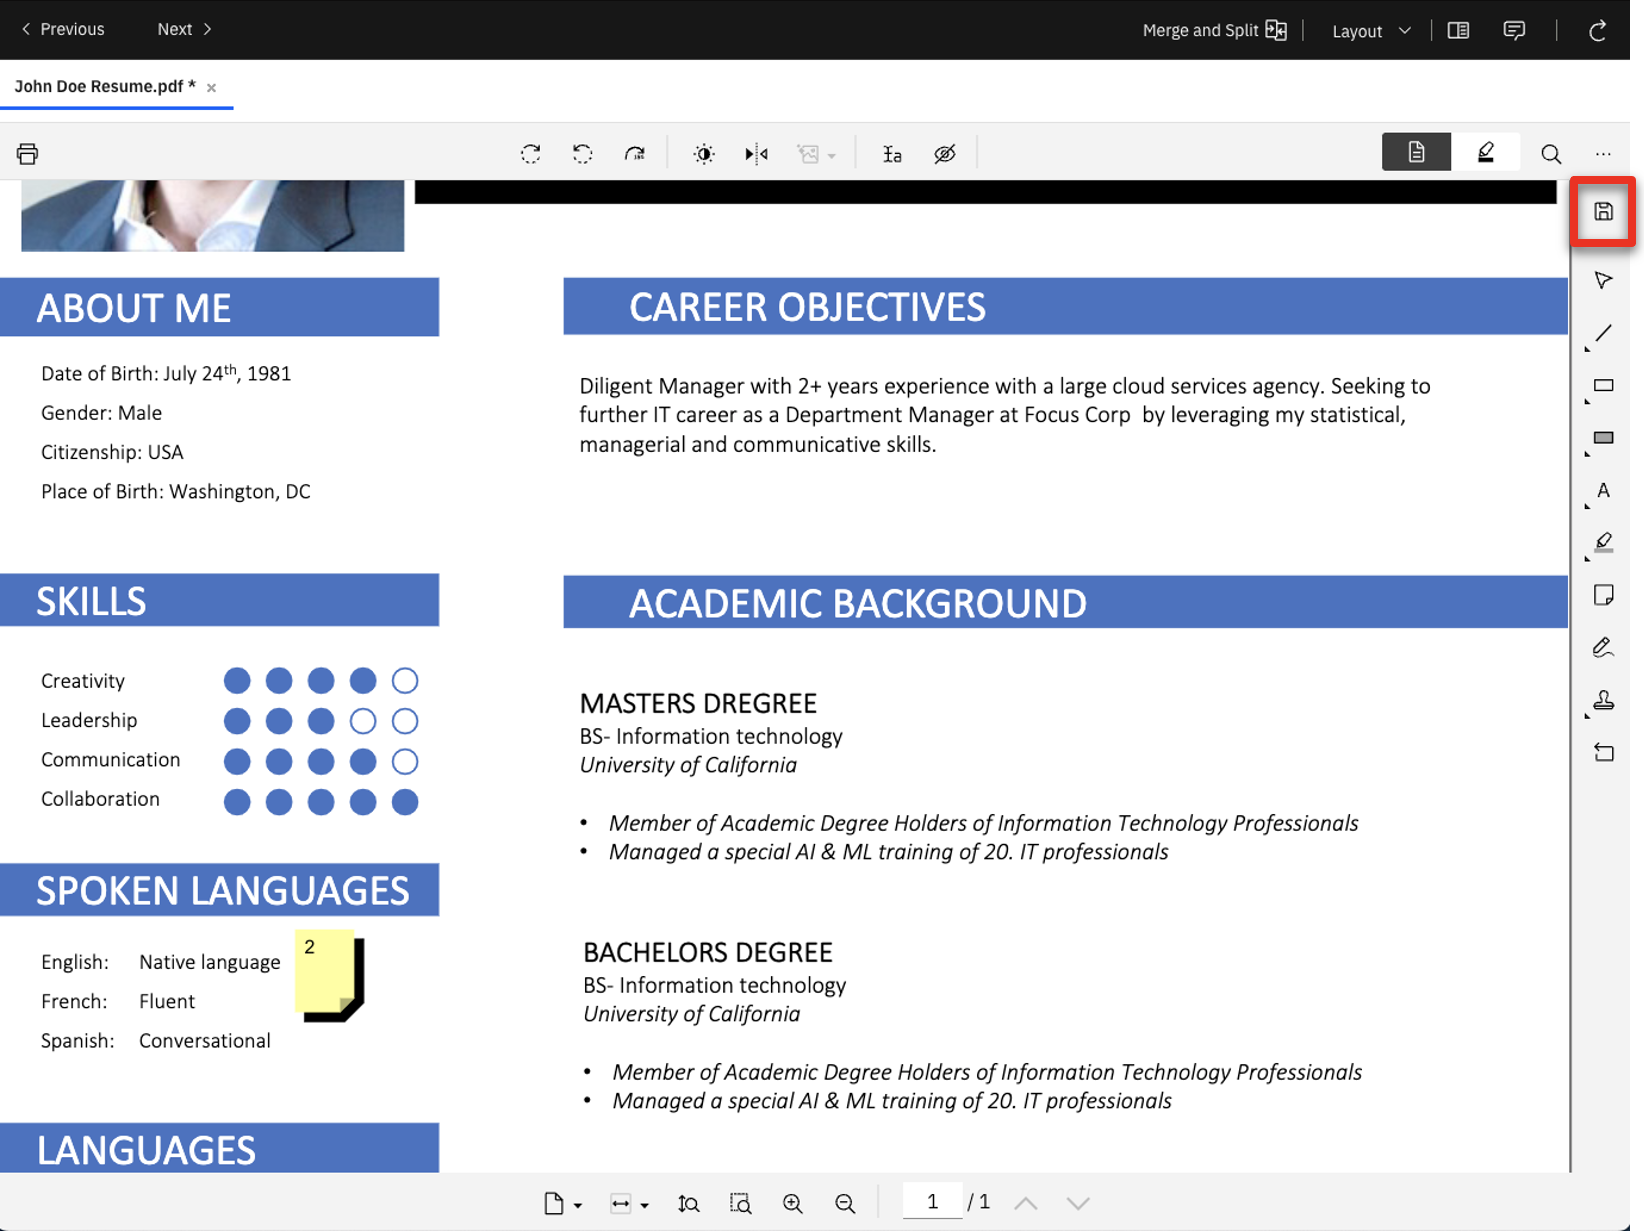 Previous
Next
Merge and Split
Layout
John Doe Resume.pdf *
ABOUT ME
Date of Birth: July 24th, 1981
Gender: Male
Citizenship: USA
Place of Birth: Washington, DC
SKILLS
Creativity
Leadership
Communication
Collaboration
SPOKEN LANGUAGES
English: Native language
French: Fluent
Spanish: Conversational
2
LANGUAGES
CAREER OBJECTIVES
Diligent Manager with 2+ years experience with a large cloud services agency. Seeking to
further IT career as a Department Manager at Focus Corp by leveraging my statistical,
managerial and communicative skills.
ACADEMIC BACKGROUND
MASTERS DREGREE
BS- Information technology
University of California
• Member of Academic Degree Holders of Information Technology Professionals
• Managed a special AI & ML training of 20. IT professionals
BACHELORS DEGREE
BS- Information technology
University of California
• Member of Academic Degree Holders of Information Technology Professionals
• Managed a special AI & ML training of 20. IT professionals
A
1 / 1